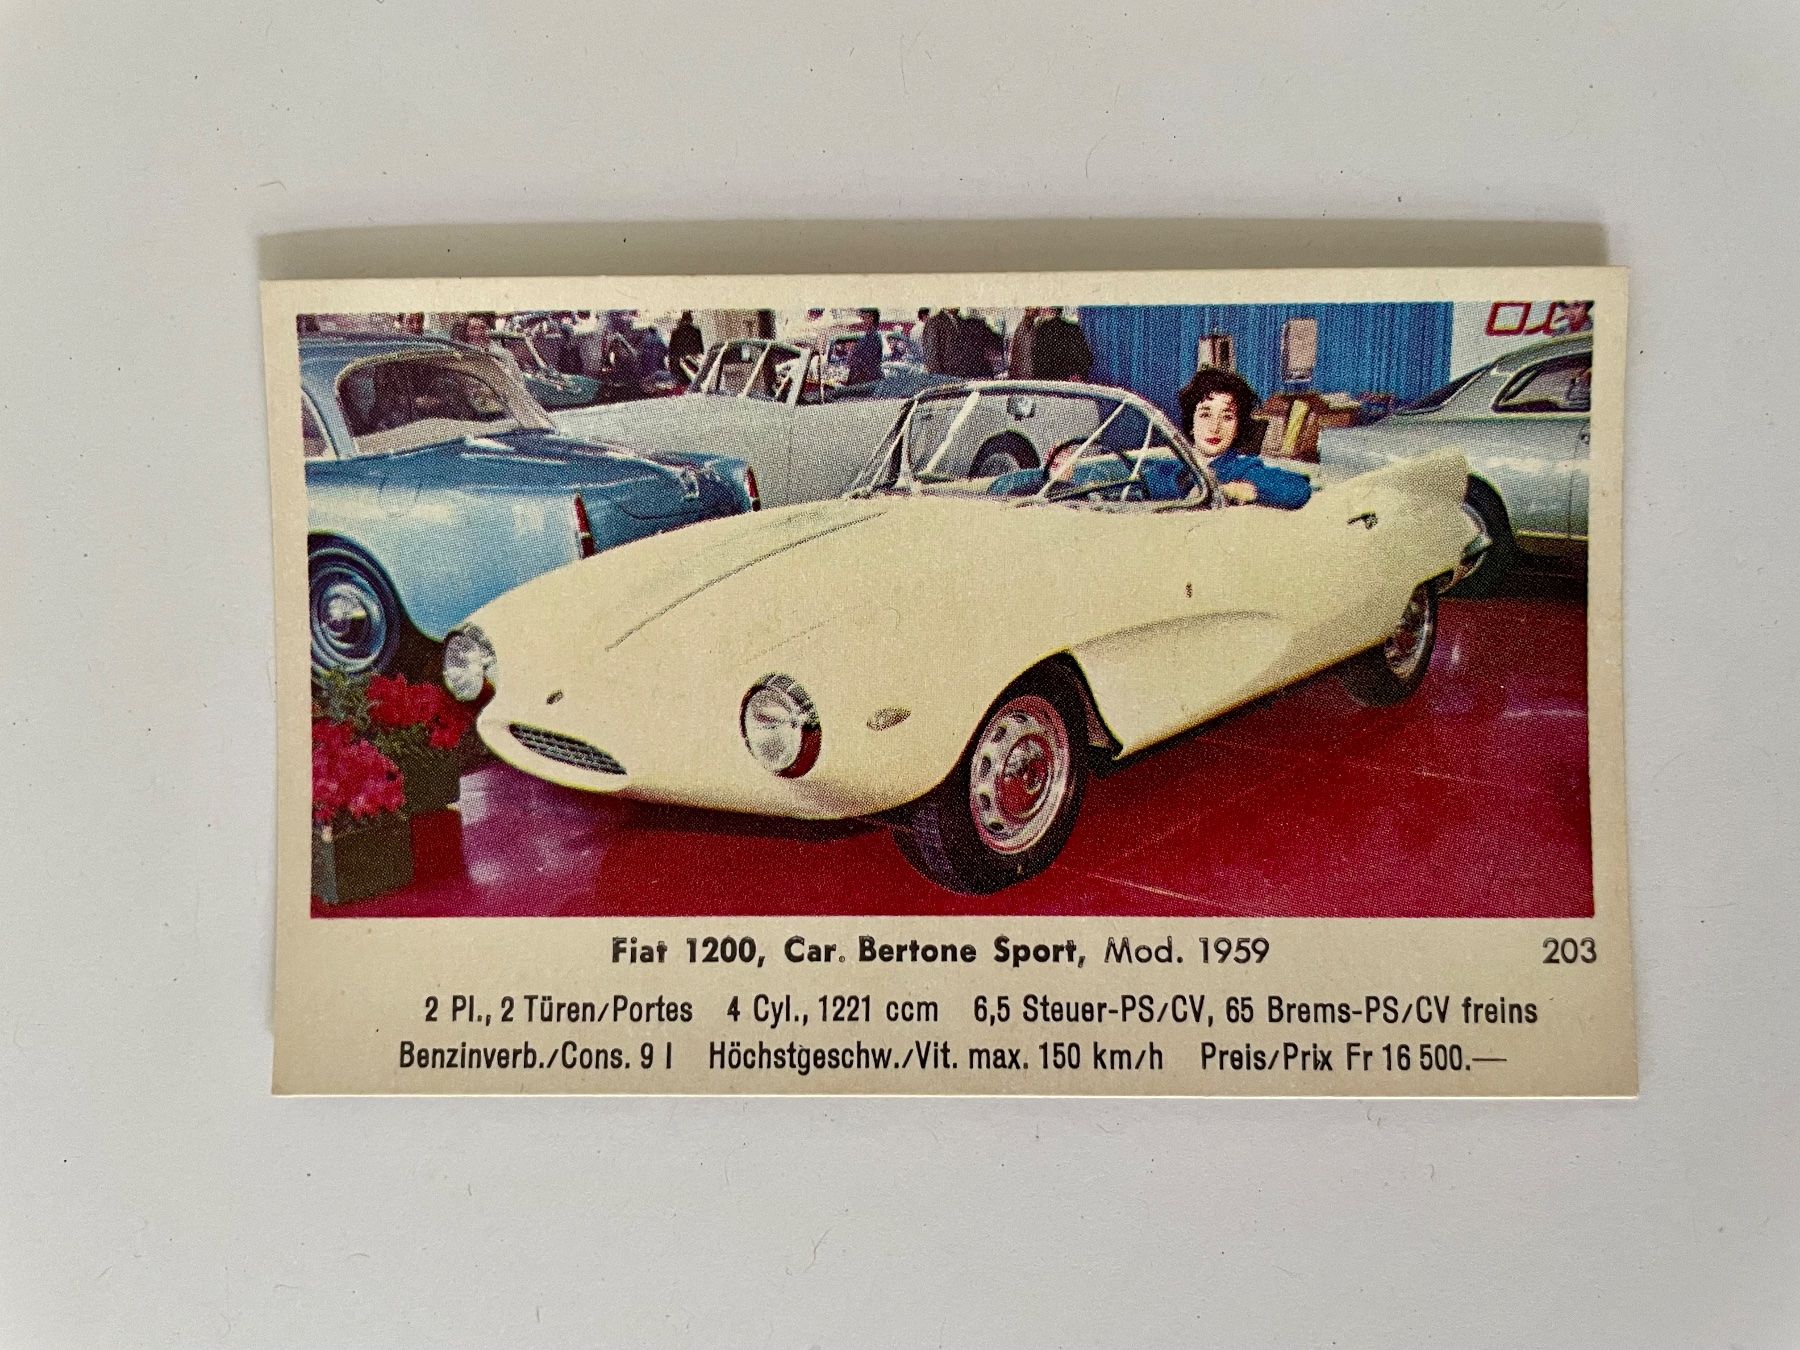 Fiat 1200, Car. Bertone Sport, Mod. 1959 203
2 Pl., 2 Türen/Portes 4 Cyl., 1221 ccm 6,5 Steuer-PS/CV, 65 Brems-PS/CV freins
Benzinverb./Cons. 9 l Höchstgeschw./Vit. max. 150 km/h Preis/Prix Fr 16 500.—